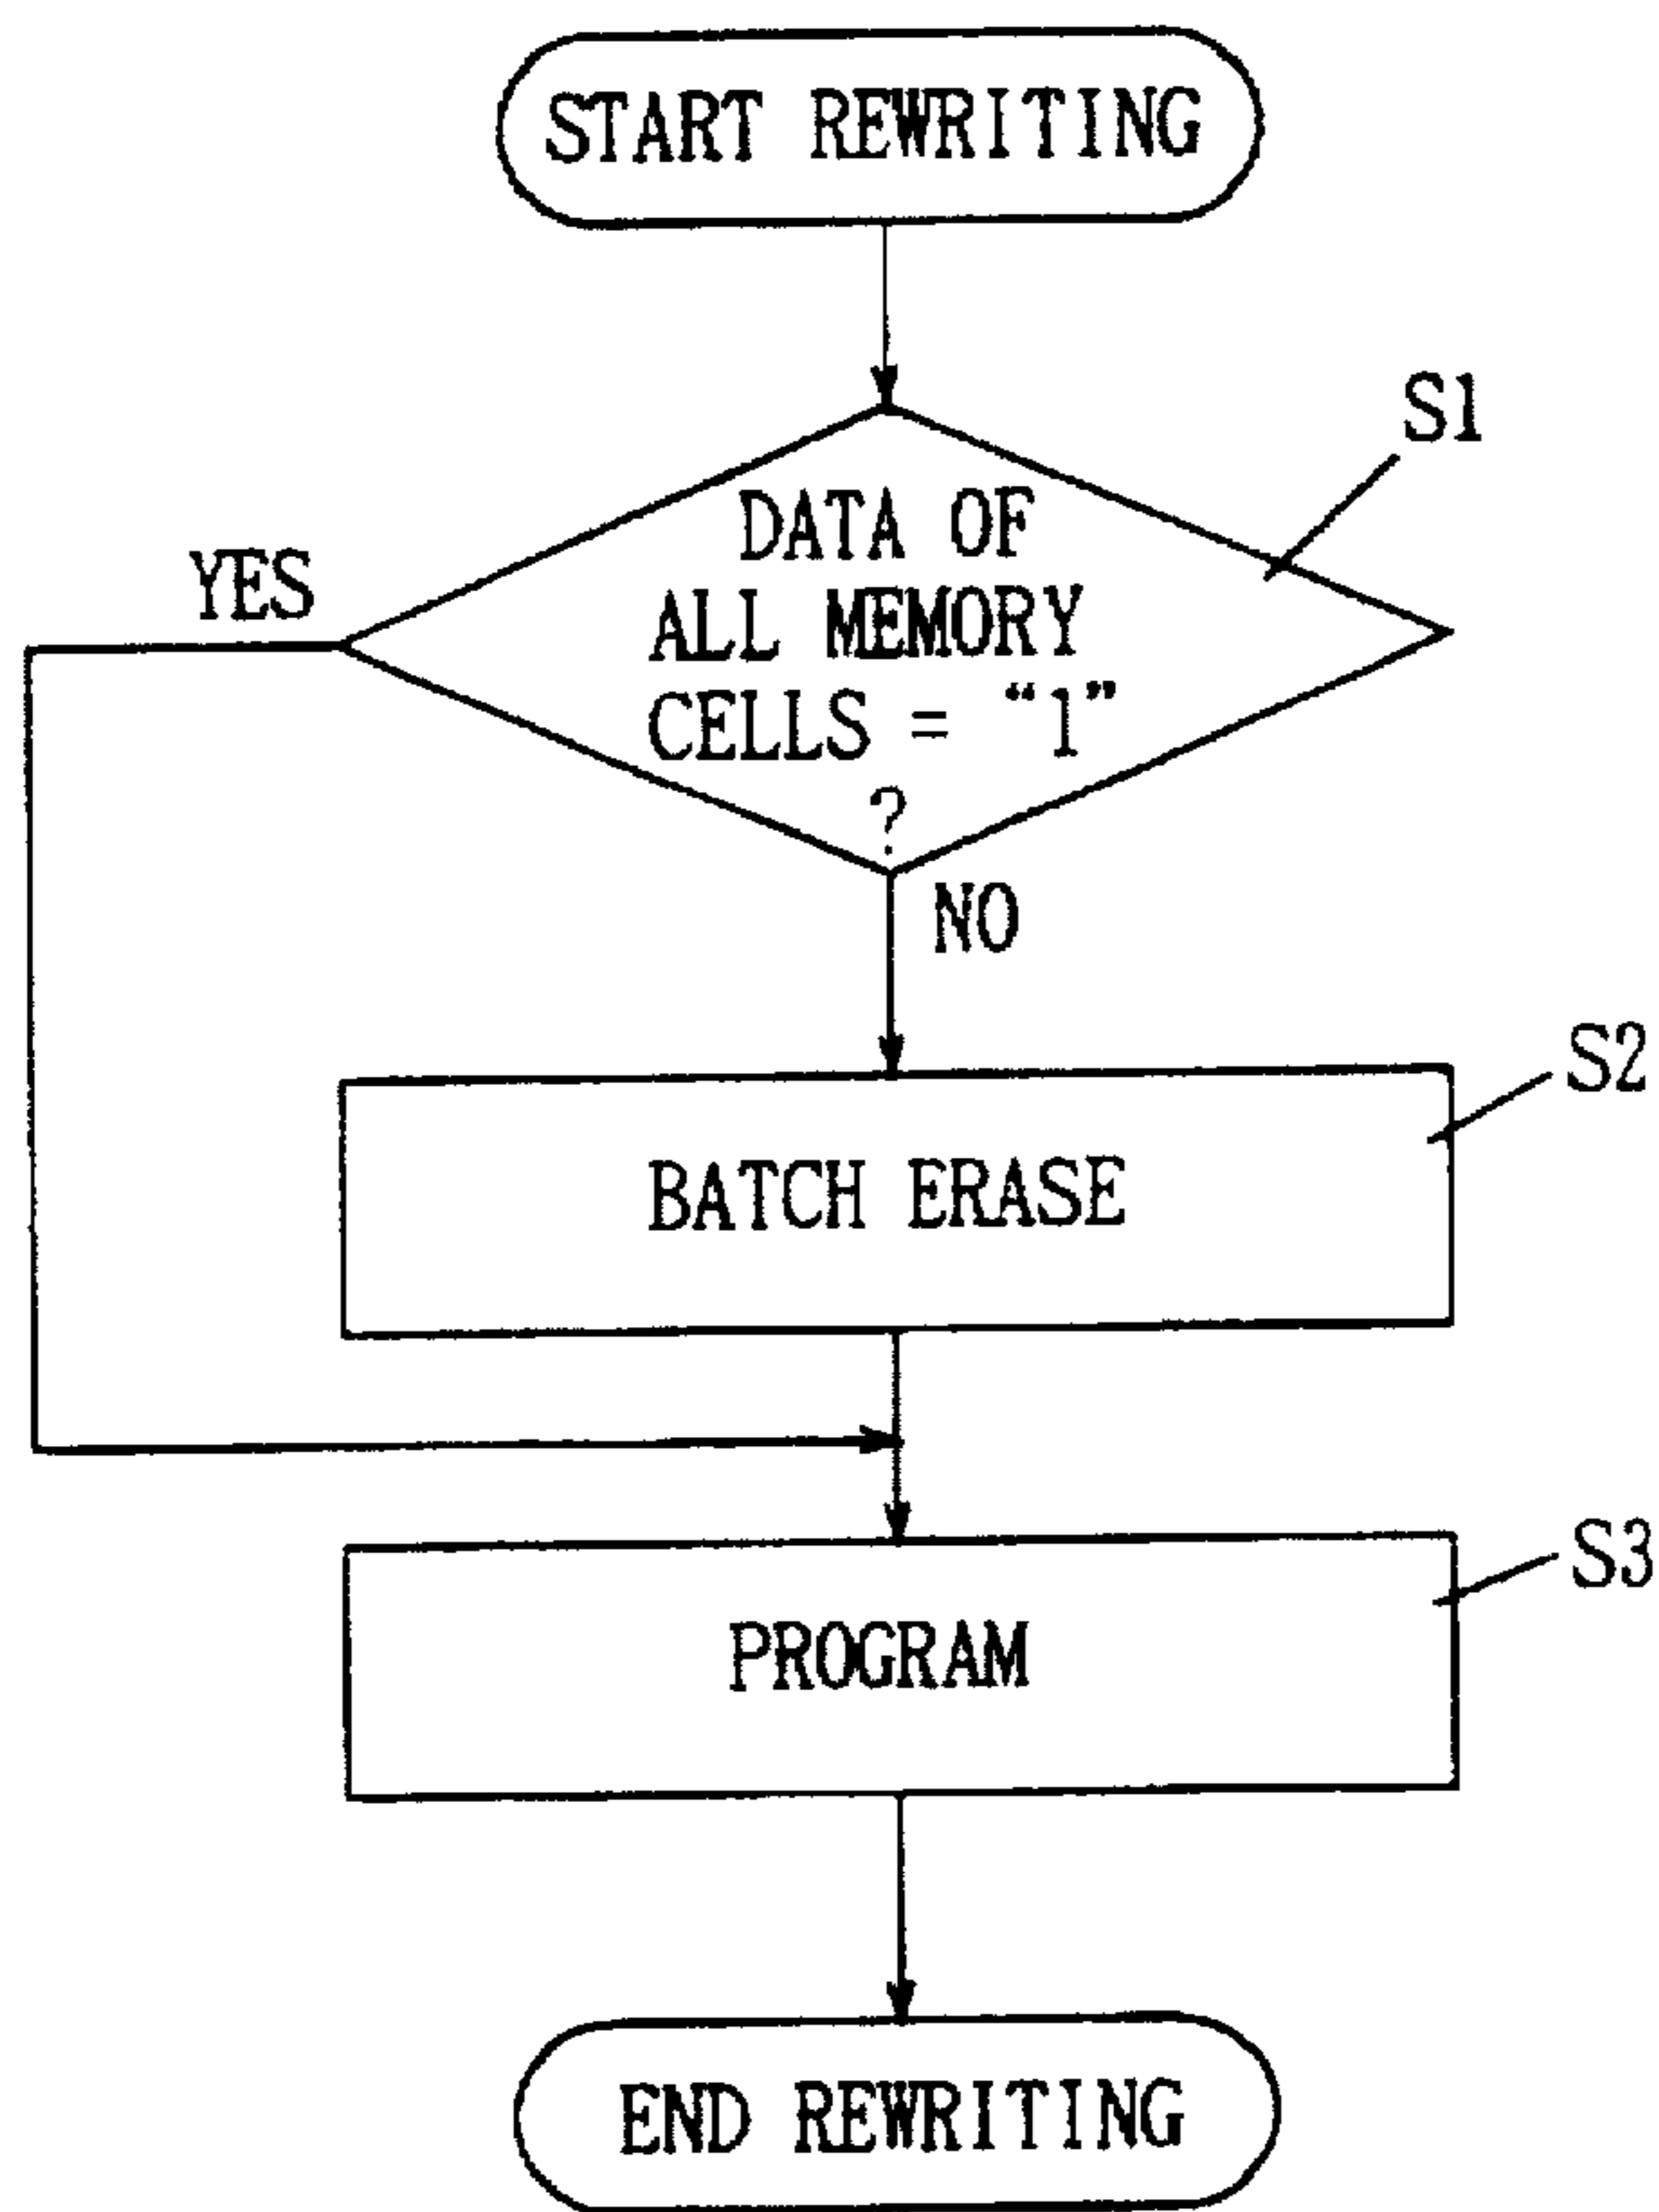 START REWRITING
S1
DATA OF
YES
ALL MEMORY
CELLS = “1”
?
NO
S2
BATCH ERASE
S3
PROGRAM
END REWRITING